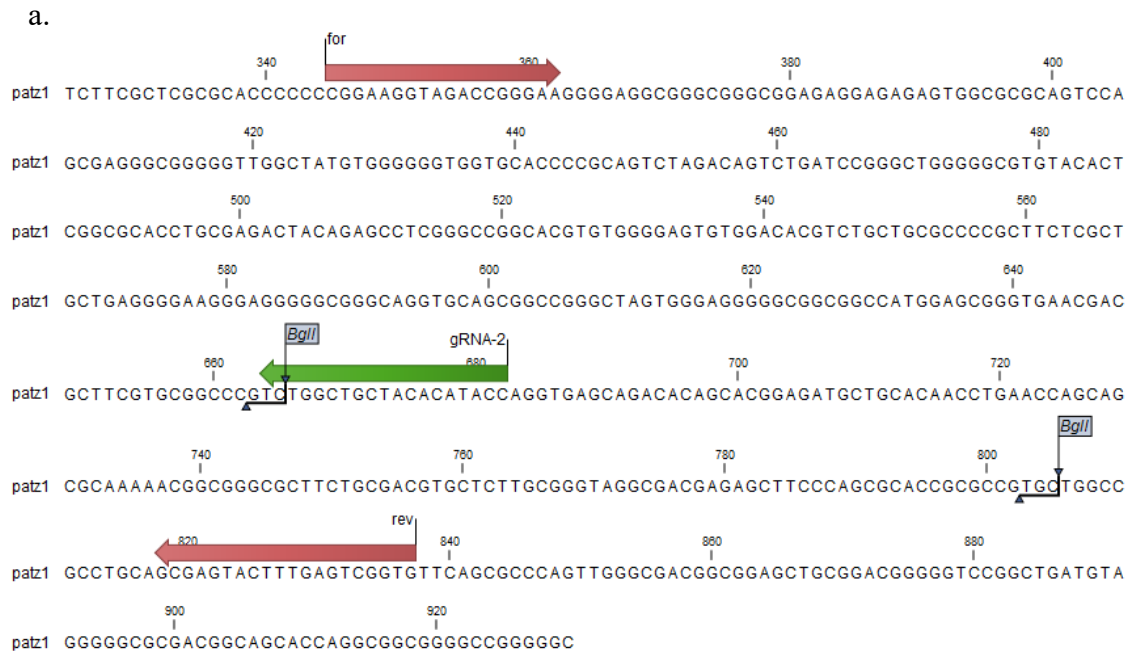 a.
for
340 360 380 400
patz1 TCTTCGCTCGCGCACCCCCCCGGAAGGTAGACCGGGAAGGGGAGGCGGGCGGGCGGAGAGGAGAGAGTGGCGCGCAGTCCA
420 440 460 480
patz1 GCGAGGGCGGGGGTTGGCTATGTGGGGGGTGGTGCACCCCGCAGTCTAGACAGTCTGATCCGGGCTGGGGGCGTGTACACT
500 520 540 560
patz1 CGGCGCACCTGCGAGACTACAGAGCCTCGGGCCGGCACGTGTGGGGAGTGTGGACACGTCTGCTGCGCCCCGCTTCTCGCT
580 600 620 640
patz1 GCTGAGGGGAAGGGAGGGGGCGGGCAGGTGCAGCGGCCGGGCTAGTGGGAGGGGGCGGCGGCCATGGAGCGGGTGAACGAC
BglI gRNA-2
660 680 700 720
patz1 GCTTCGTGCGGCCCGTCTGGCTGCTACACATACCAGGTGAGCAGACACAGCACGGAGATGCTGCACAACCTGAACCAGCAG
BglI
740 760 780 800
patz1 CGCAAAAACGGCGGGCGCTTCTGCGACGTGCTCTTGCGGGTAGGCGACGAGAGCTTCCCAGCGCACCGCGCCGTGCTGGCC
rev
820 840 860 880
patz1 GCCTGCAGCGAGTACTTTGAGTCGGTGTTCAGCGCCCAGTTGGGCGACGGCGGAGCTGCGGACGGGGGTCCGGCTGATGTA
900 920
patz1 GGGGGCGCGACGGCAGCACCAGGCGGCGGGGCCGGGGGC